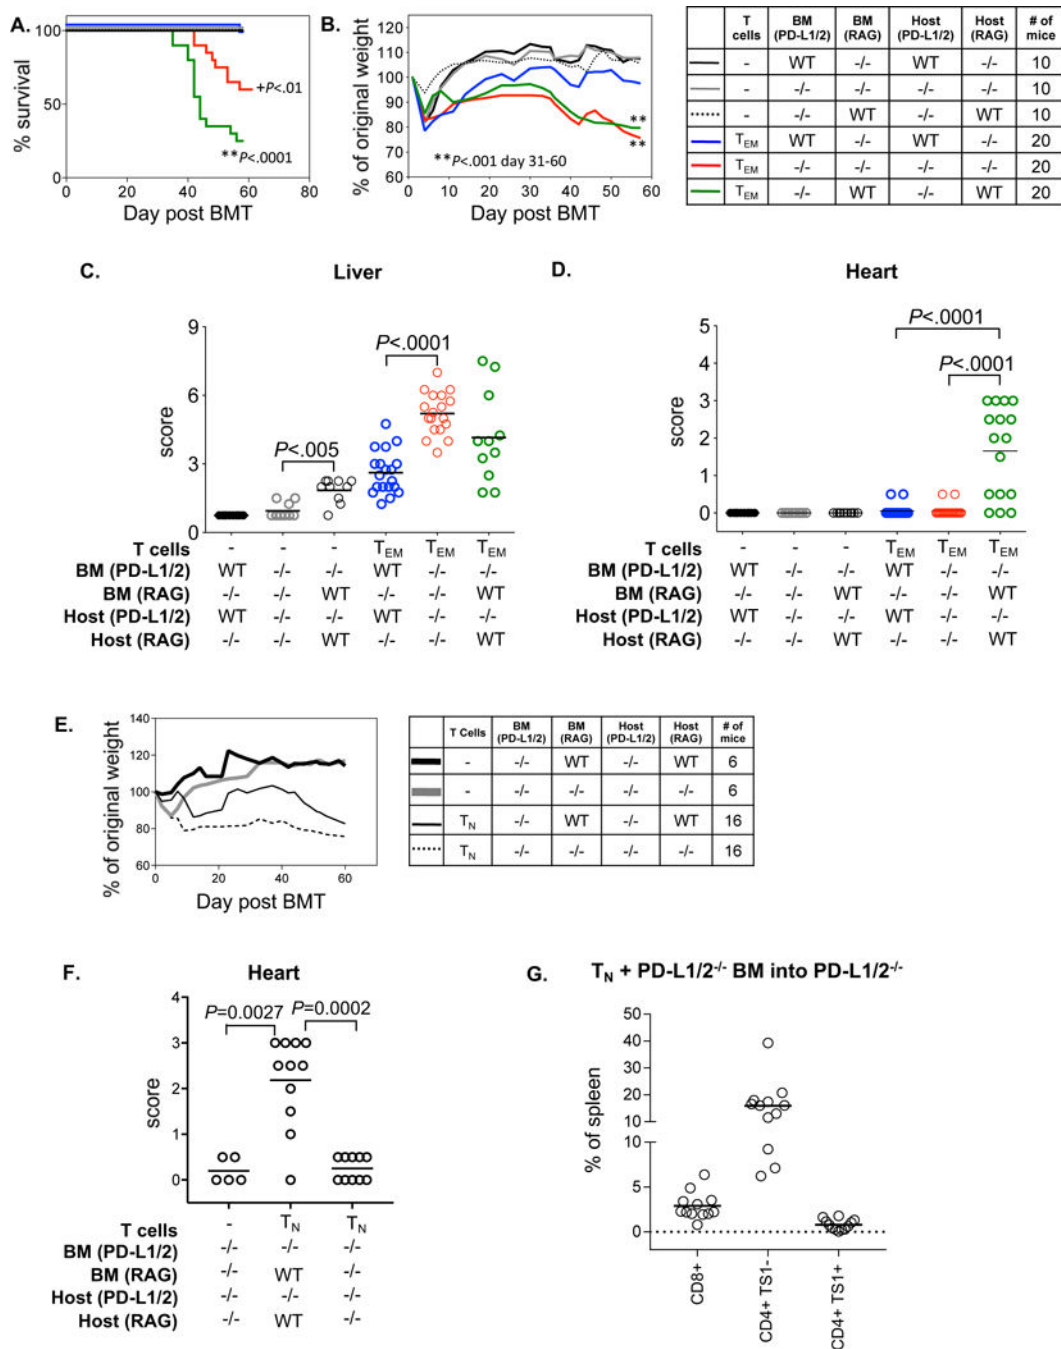 A.
% survival
100
50
0
0 20 40 60 80
Day post BMT
+P<.01
**P<.0001
B.
% of original weight
120
110
100
90
80
70
60
0 10 20 30 40 50 60
Day post BMT
**
**
**P<.001 day 31-60
T cells BM (PD-L1/2) BM (RAG) Host (PD-L1/2) Host (RAG) # of mice
- WT -/- WT -/- 10
- -/- -/- -/- -/- 10
- -/- WT -/- WT 10
TEM WT -/- WT -/- 20
TEM -/- -/- -/- -/- 20
TEM -/- WT -/- WT 20
C. Liver
score
9
6
3
0
P<.005
P<.0001
T cells - - - TEM TEM TEM
BM (PD-L1/2) WT -/- -/- WT -/- -/-
BM (RAG) -/- -/- WT -/- -/- WT
Host (PD-L1/2) WT -/- -/- WT -/- -/-
Host (RAG) -/- -/- WT -/- -/- WT
D. Heart
score
5
4
3
2
1
0
P<.0001
P<.0001
T cells - - - TEM TEM TEM
BM (PD-L1/2) WT -/- -/- WT -/- -/-
BM (RAG) -/- -/- WT -/- -/- WT
Host (PD-L1/2) WT -/- -/- WT -/- -/-
Host (RAG) -/- -/- WT -/- -/- WT
E.
% of original weight
140
120
100
80
60
0 20 40 60
Day post BMT
T Cells BM (PD-L1/2) BM (RAG) Host (PD-L1/2) Host (RAG) # of mice
- -/- WT -/- WT 6
- -/- -/- -/- -/- 6
TN -/- WT -/- WT 16
TN -/- -/- -/- -/- 16
F. Heart
score
4
3
2
1
0
P=0.0027 P=0.0002
T cells - TN TN
BM (PD-L1/2) -/- -/- -/-
BM (RAG) -/- WT -/-
Host (PD-L1/2) -/- -/- -/-
Host (RAG) -/- WT -/-
G. TN + PD-L1/2-/- BM into PD-L1/2-/-
% of spleen
50
40
30
20
10
10
5
0
CD8+
CD4+ TS1-
CD4+ TS1+